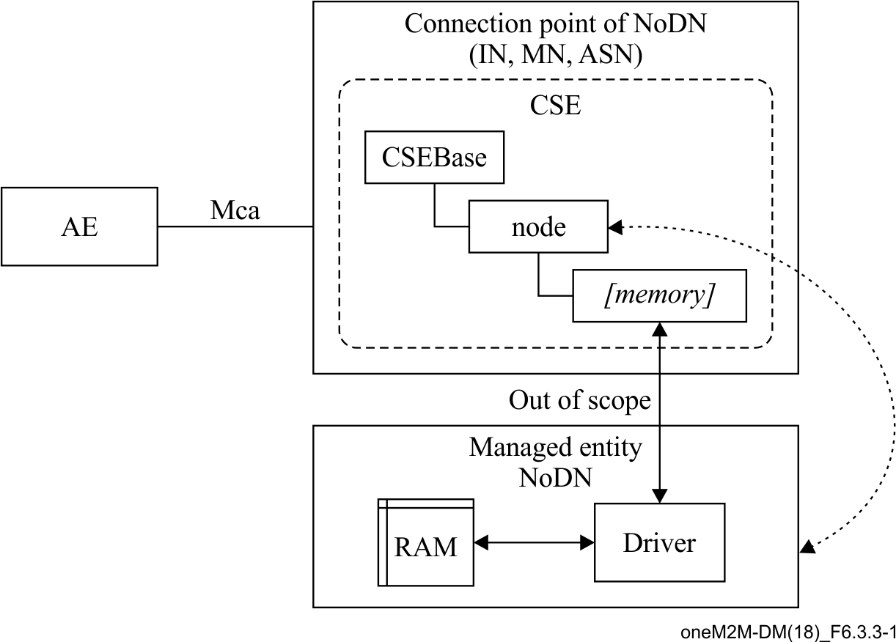 Connection point of NoDN
(IN, MN, ASN)
CSE
CSEBase
AE
Mca
node
[memory]
Out of scope
Managed entity
NoDN
RAM
Driver
oneM2M-DM(18)_F6.3.3-1